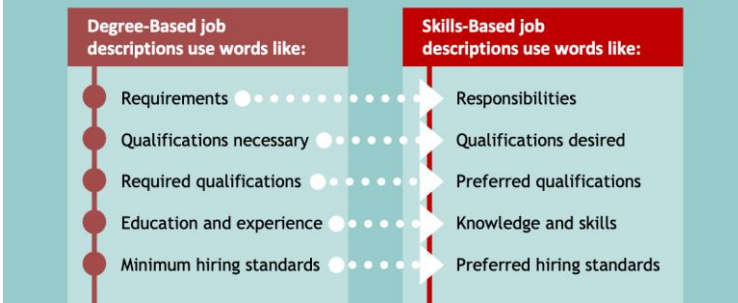 Degree-Based job
descriptions use words like:
Skills-Based job
descriptions use words like:
Requirements
Responsibilities
Qualifications necessary
Qualifications desired
Required qualifications
Preferred qualifications
Education and experience
Knowledge and skills
Minimum hiring standards
Preferred hiring standards